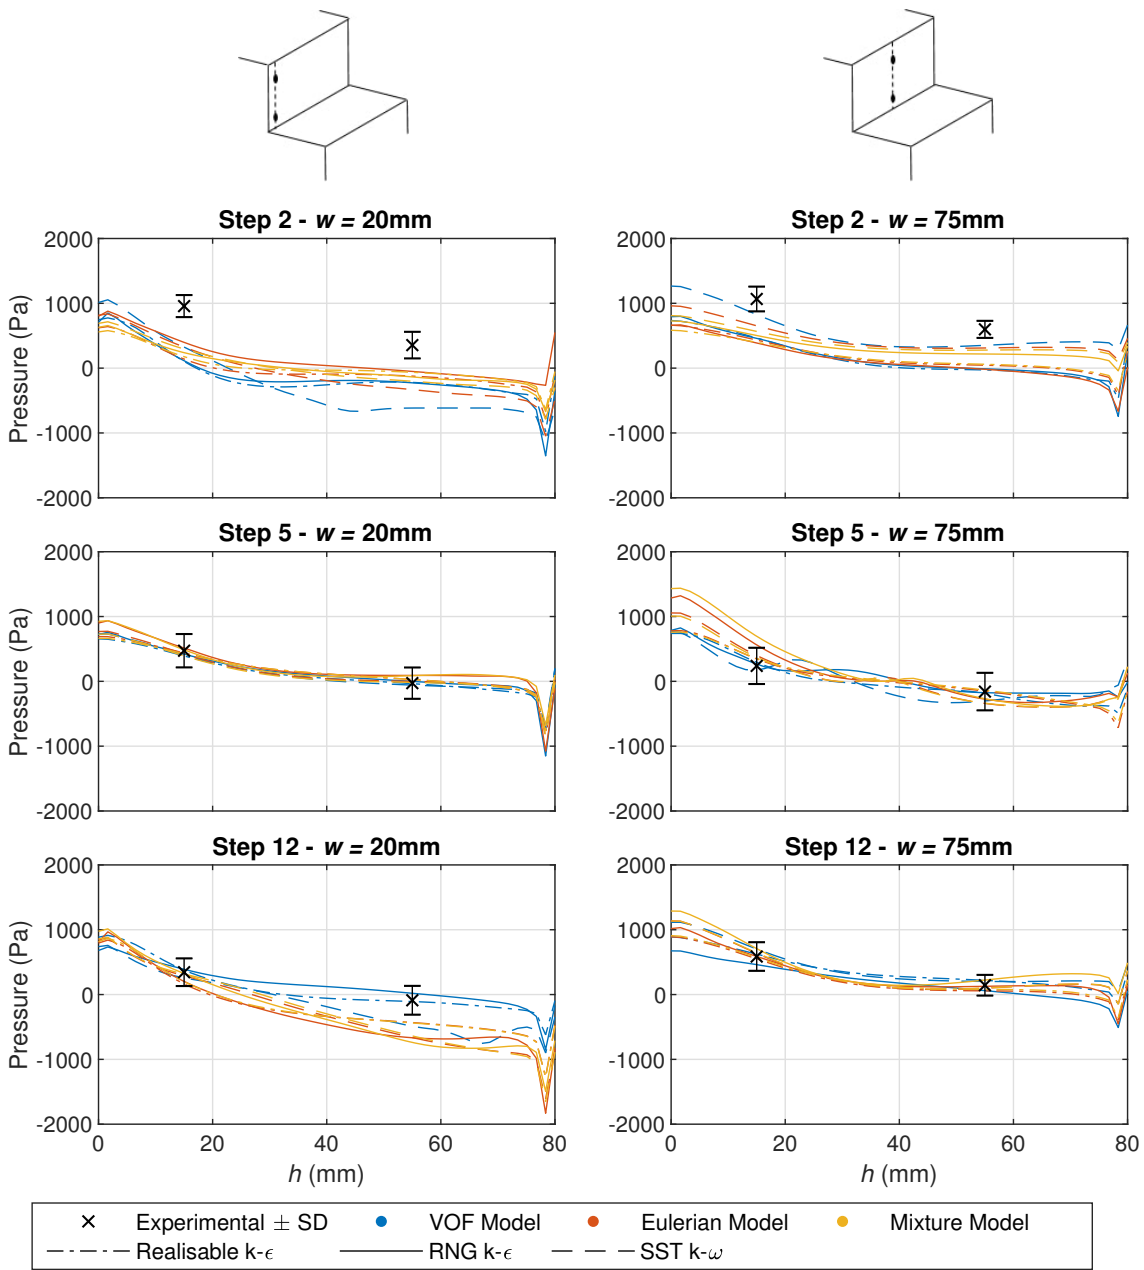 Step 2 - w = 20mm
Step 2 - w = 75mm
2000
1000
0
-1000
-2000
Pressure (Pa)
2000
1000
0
-1000
-2000
Step 5 - w = 20mm
Step 5 - w = 75mm
2000
1000
0
-1000
-2000
Pressure (Pa)
2000
1000
0
-1000
-2000
Step 12 - w = 20mm
Step 12 - w = 75mm
2000
1000
0
-1000
-2000
Pressure (Pa)
0 20 40 60 80
h (mm)
2000
1000
0
-1000
-2000
0 20 40 60 80
h (mm)
Experimental ± SD VOF Model Eulerian Model Mixture Model
Realisable k-ϵ RNG k-ϵ SST k-ω